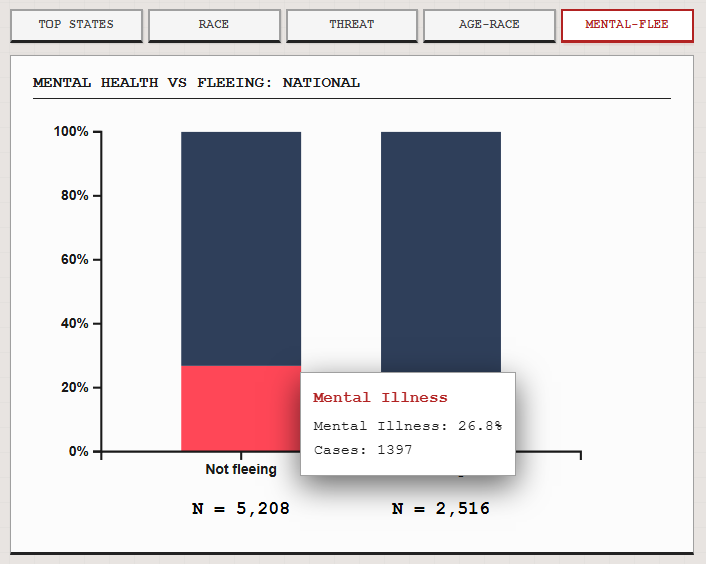 TOP STATES
RACE
THREAT
AGE-RACE
MENTAL-FLEE
MENTAL HEALTH VS FLEEING: NATIONAL
100%
80%
60%
40%
20%
0%
Mental Illness
Mental Illness: 26.8%
Cases: 1397
Not fleeing
N = 5,208
N = 2,516